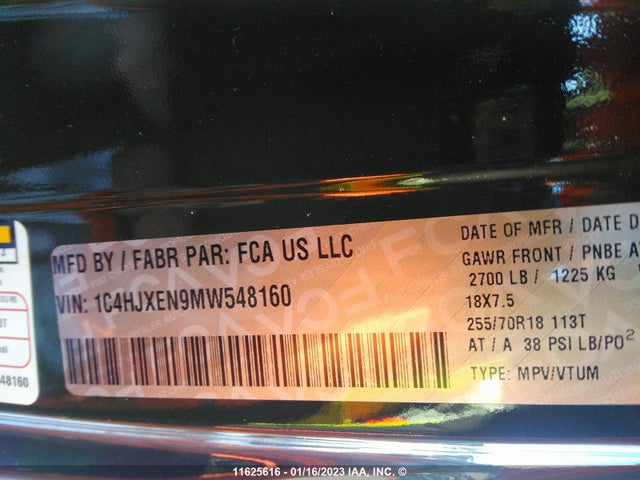 MFD BY / FABR PAR: FCA US LLC
VIN: 1C4HJXEN9MW548160
DATE OF MFR / DATE D
GAWR FRONT / PNBE A
2700 LB / 1225 KG
18X7.5
255/70R18 113T
AT / A 38 PSI LB/PO²
TYPE: MPV/VTUM
48160
11625616 - 01/16/2023 IAA, INC. ©